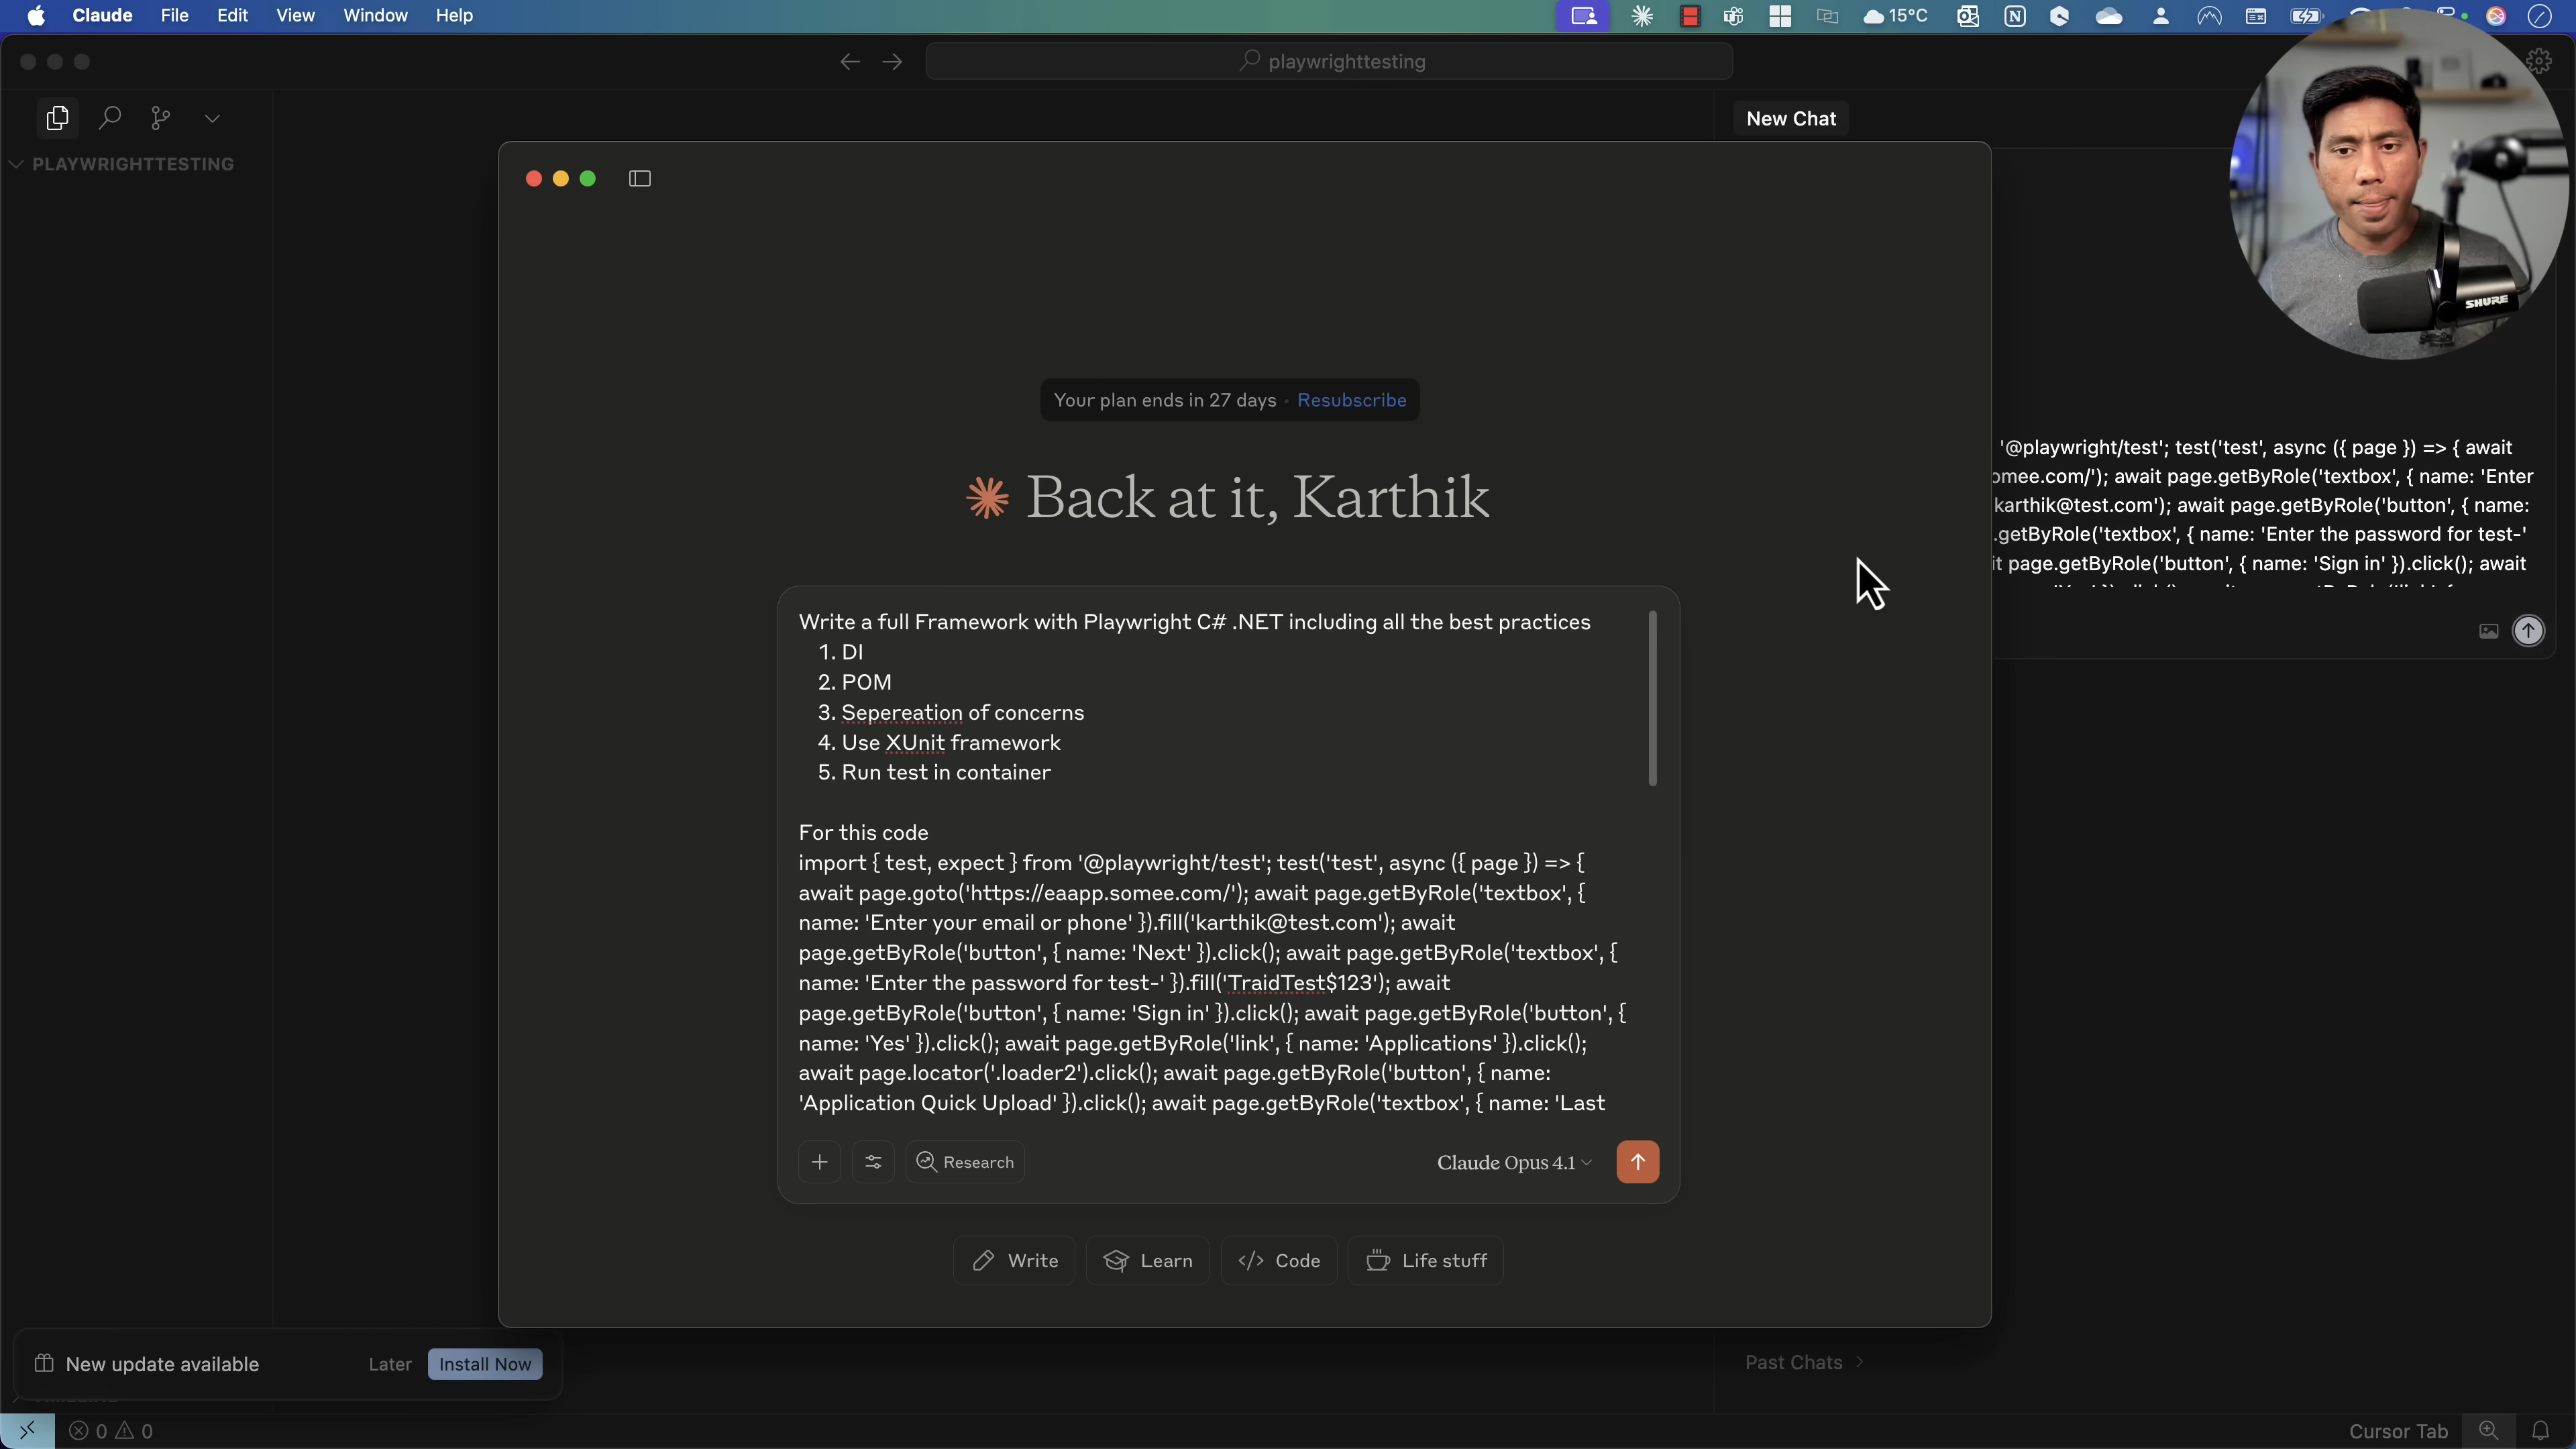 Claude File Edit View Window Help
15°C
playwrighttesting
New Chat
PLAYWRIGHTTESTING
SHURE
Your plan ends in 27 days · Resubscribe
Back at it, Karthik
'@playwright/test'; test('test', async ({ page }) => { await
omee.com/'); await page.getByRole('textbox', { name: 'Enter
karthik@test.com'); await page.getByRole('button', { name:
.getByRole('textbox', { name: 'Enter the password for test-'
it page.getByRole('button', { name: 'Sign in' }).click(); await
Write a full Framework with Playwright C# .NET including all the best practices
1. DI
2. POM
3. Sepereation of concerns
4. Use XUnit framework
5. Run test in container
For this code
import { test, expect } from '@playwright/test'; test('test', async ({ page }) => {
await page.goto('https://eaapp.somee.com/'); await page.getByRole('textbox', {
name: 'Enter your email or phone' }).fill('karthik@test.com'); await
page.getByRole('button', { name: 'Next' }).click(); await page.getByRole('textbox', {
name: 'Enter the password for test-' }).fill('TraidTest$123'); await
page.getByRole('button', { name: 'Sign in' }).click(); await page.getByRole('button', {
name: 'Yes' }).click(); await page.getByRole('link', { name: 'Applications' }).click();
await page.locator('.loader2').click(); await page.getByRole('button', { name:
'Application Quick Upload' }).click(); await page.getByRole('textbox', { name: 'Last
Research
Claude Opus 4.1
Write Learn Code Life stuff
New update available Later Install Now
Past Chats
0 0
Cursor Tab